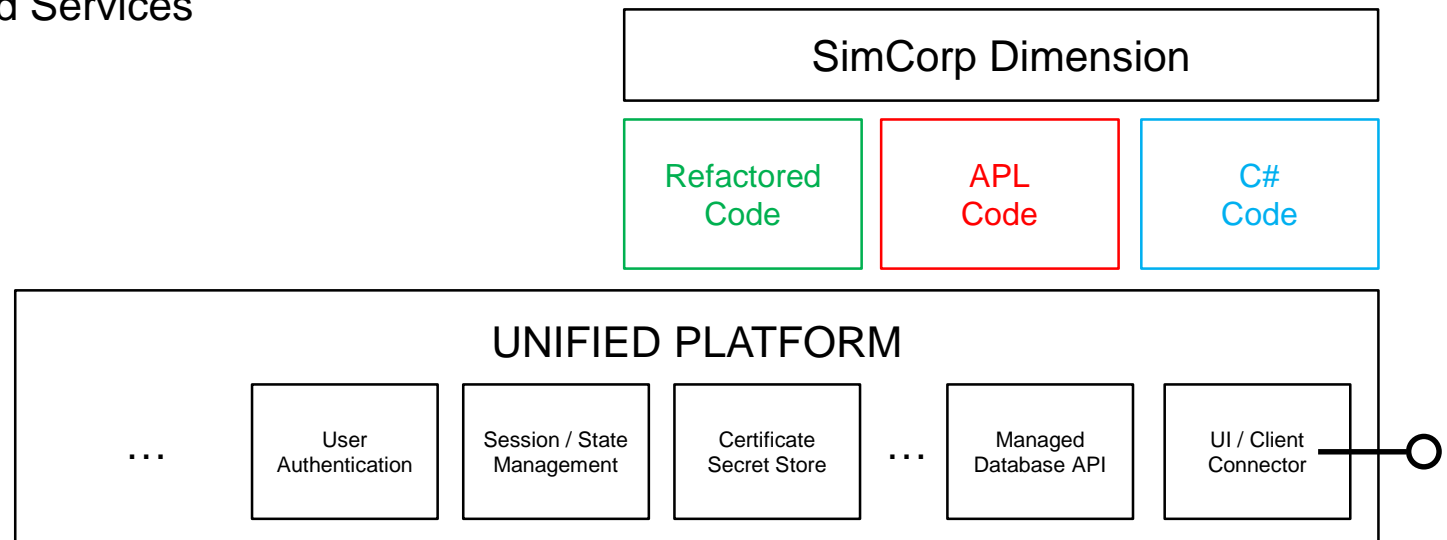 d Services
SimCorp Dimension
Refactored
Code
APL
Code
C#
Code
UNIFIED PLATFORM
...
User
Authentication
Session / State
Management
Certificate
Secret Store
...
Managed
Database API
UI / Client
Connector